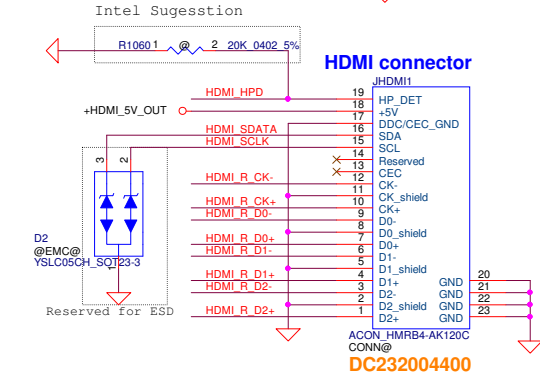 Intel Sugesstion
R1060 1 @ 2 20K_0402_5%
HDMI connector
JHDMI1
HDMI_HPD 19 HP_DET
+HDMI_5V_OUT 18 +5V
17 DDC/CEC_GND
HDMI_SDATA 16 SDA
HDMI_SCLK 15 SCL
14 Reserved
13 CEC
HDMI_R_CK- 12 CK-
11 CK_shield
HDMI_R_CK+ 10 CK+
HDMI_R_D0- 9 D0-
8 D0_shield
HDMI_R_D0+ 7 D0+
HDMI_R_D1- 6 D1-
5 D1_shield
HDMI_R_D1+ 4 D1+ GND 20
HDMI_R_D2- 3 D2- GND 21
2 D2_shield GND 22
HDMI_R_D2+ 1 D2+ GND 23
3 2
D2
@EMC@
YSLC05CH_SOT23-3
1
Reserved for ESD
ACON_HMRB4-AK120C
CONN@
DC232004400